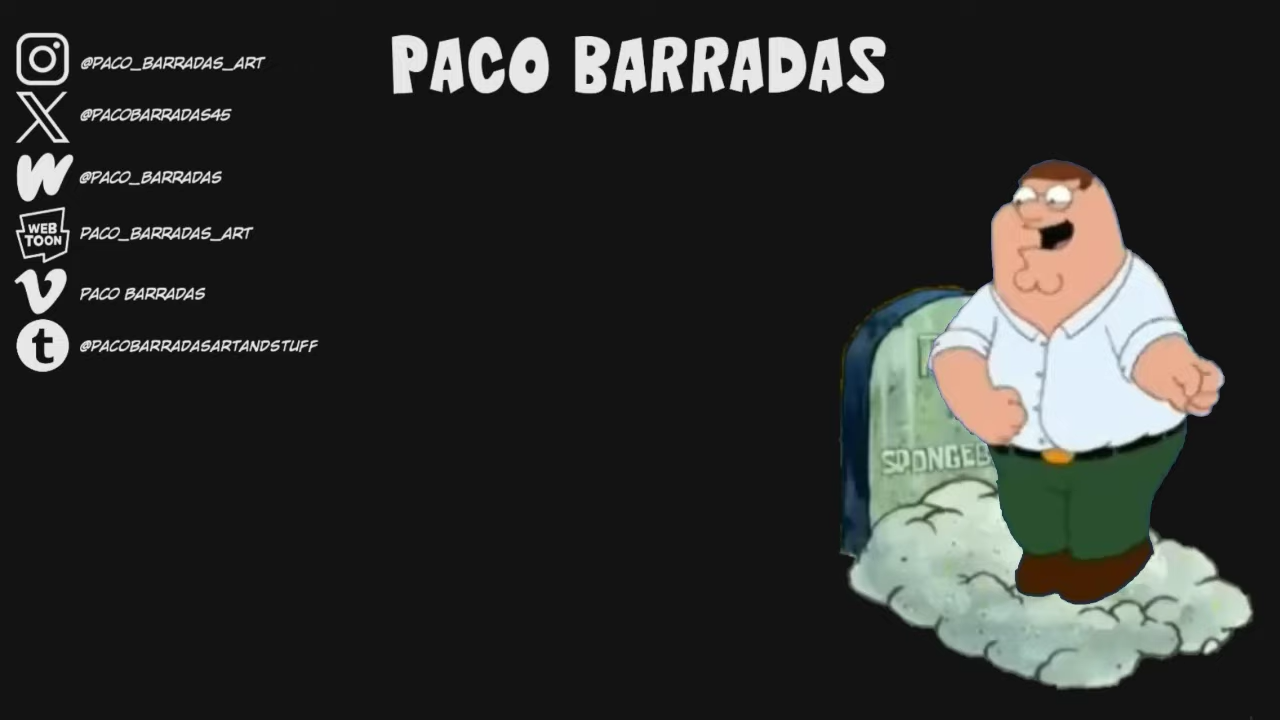 PACO BARRADAS
@PACO_BARRADAS_ART
@PACOBARRADAS45
@PACO_BARRADAS
WEB
TOON
PACO_BARRADAS_ART
PACO BARRADAS
@PACOBARRADASARTANDSTUFF